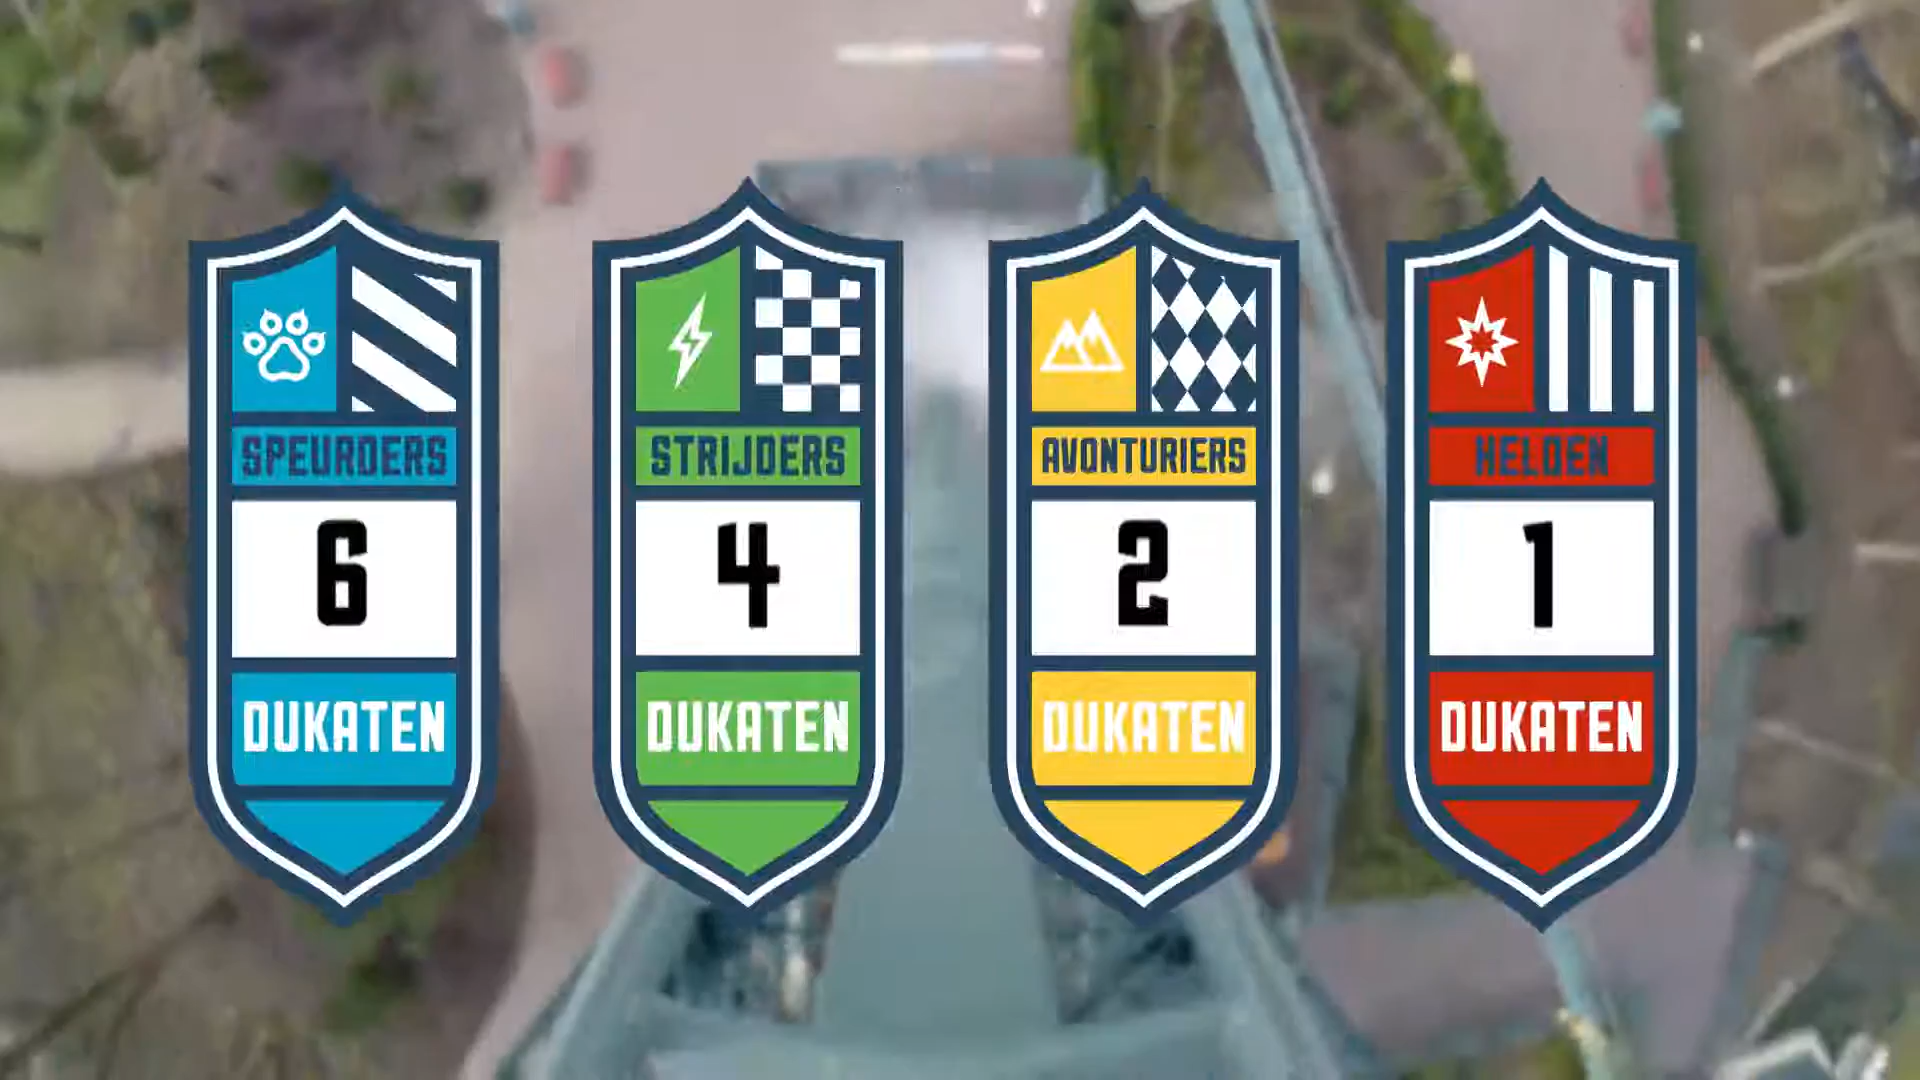 SPEURDERS
6
DUKATEN
STRIJDERS
4
DUKATEN
AVONTURIERS
2
DUKATEN
HELDEN
1
DUKATEN